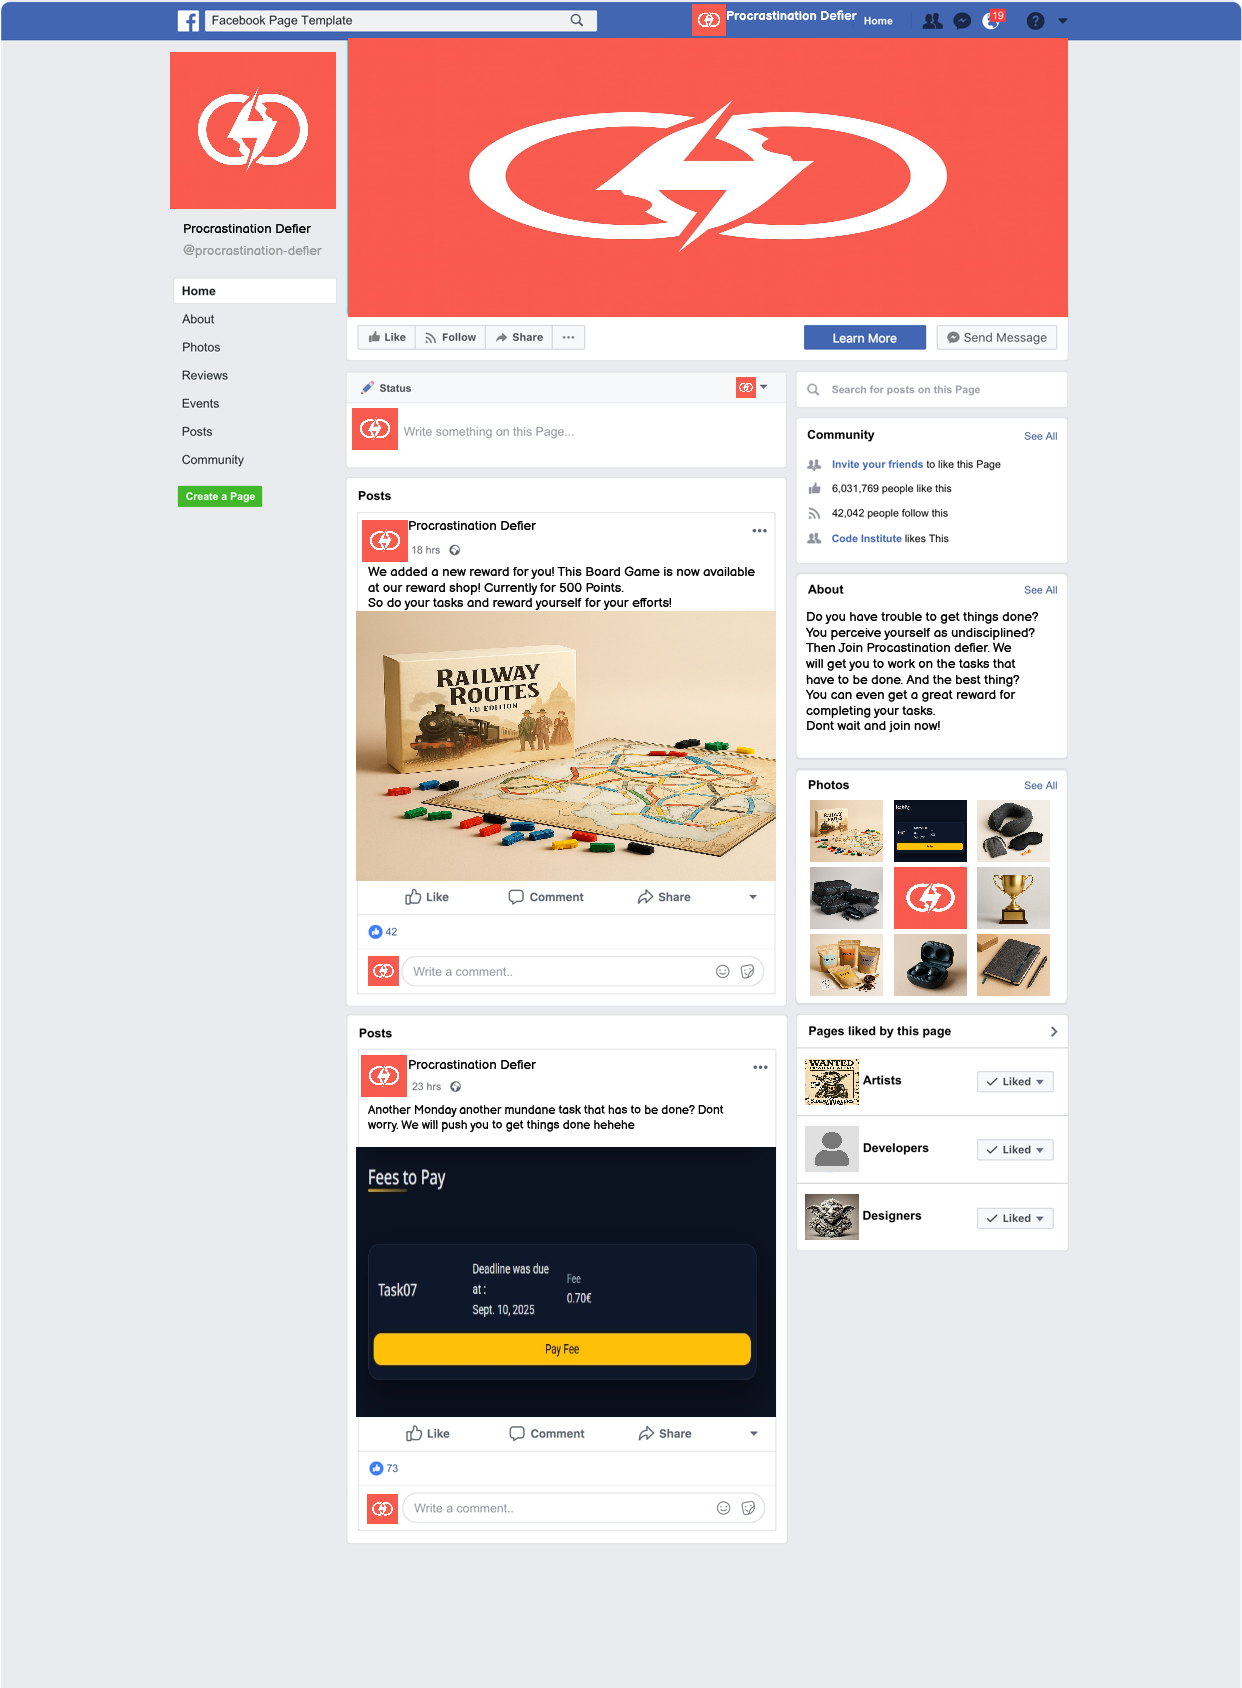 Facebook Page Template
Procrastination Defier
Home
19
Procrastination Defier
@procrastination-defier
Home
About
Photos
Reviews
Events
Posts
Community
Create a Page
Like
Follow
Share
Learn More
Send Message
Status
Write something on this Page...
Posts
Procrastination Defier
18 hrs
We added a new reward for you! This Board Game is now available
at our reward shop! Currently for 500 Points.
So do your tasks and reward yourself for your efforts!
RAILWAY
ROUTES
EU EDITION
Like
Comment
Share
42
Write a comment..
Posts
Procrastination Defier
23 hrs
Another Monday another mundane task that has to be done? Dont
worry. We will push you to get things done hehehe
Fees to Pay
Task07
Deadline was due
at :
Sept. 10, 2025
Fee
0.70€
Pay Fee
Like
Comment
Share
73
Write a comment..
Search for posts on this Page
Community
See All
Invite your friends to like this Page
6,031,769 people like this
42,042 people follow this
Code Institute likes This
About
See All
Do you have trouble to get things done?
You perceive yourself as undisciplined?
Then Join Procastination defier. We
will get you to work on the tasks that
have to be done. And the best thing?
You can even get a great reward for
completing your tasks.
Dont wait and join now!
Photos
See All
RAILWAY
ROUTES
Pages liked by this page
WANTED
Artists
Liked
Developers
Liked
Designers
Liked